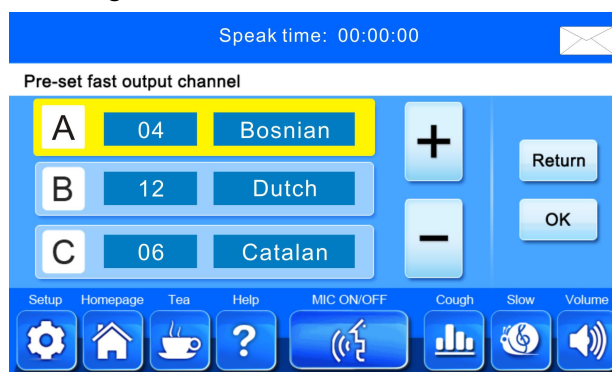 Speak time: 00:00:00
Pre-set fast output channel
A 04 Bosnian
B 12 Dutch
C 06 Catalan
+
−
Return
OK
Setup Homepage Tea Help MIC ON/OFF Cough Slow Volume
?